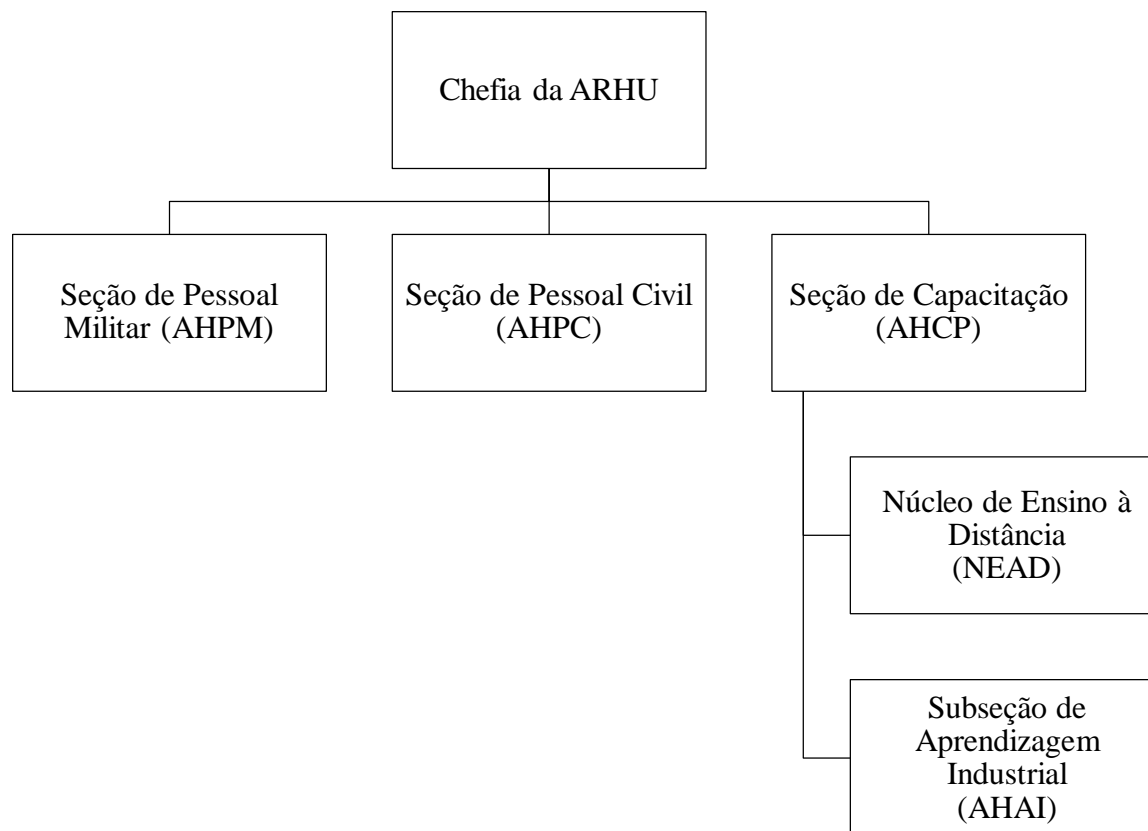 Chefia da ARHU
Seção de Pessoal
Militar (AHPM)
Seção de Pessoal Civil
(AHPC)
Seção de Capacitação
(AHCP)
Núcleo de Ensino à
Distância
(NEAD)
Subseção de
Aprendizagem
Industrial
(AHAI)